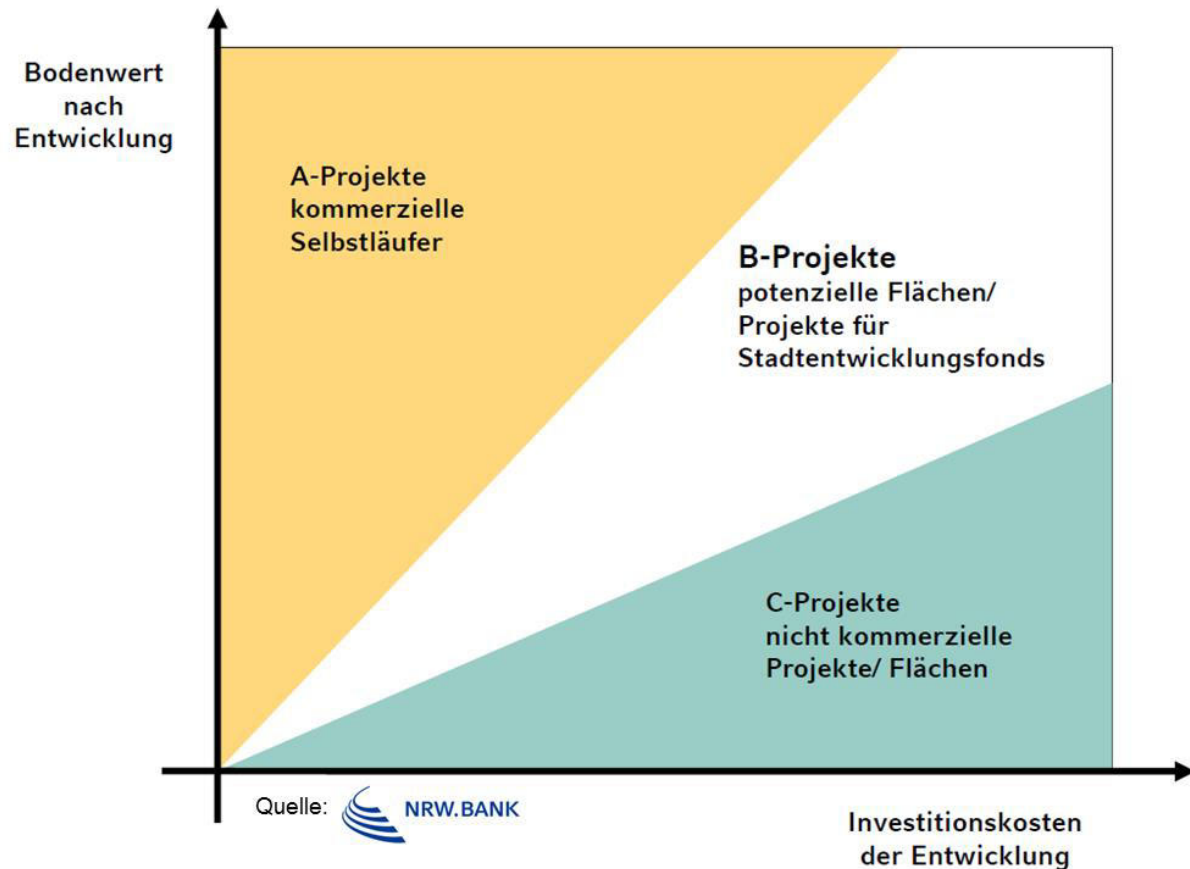 Bodenwert
nach
Entwicklung
A-Projekte
kommerzielle
Selbstläufer
B-Projekte
potenzielle Flächen/
Projekte für
Stadtentwicklungsfonds
C-Projekte
nicht kommerzielle
Projekte/ Flächen
Quelle: NRW.BANK
Investitionskosten
der Entwicklung